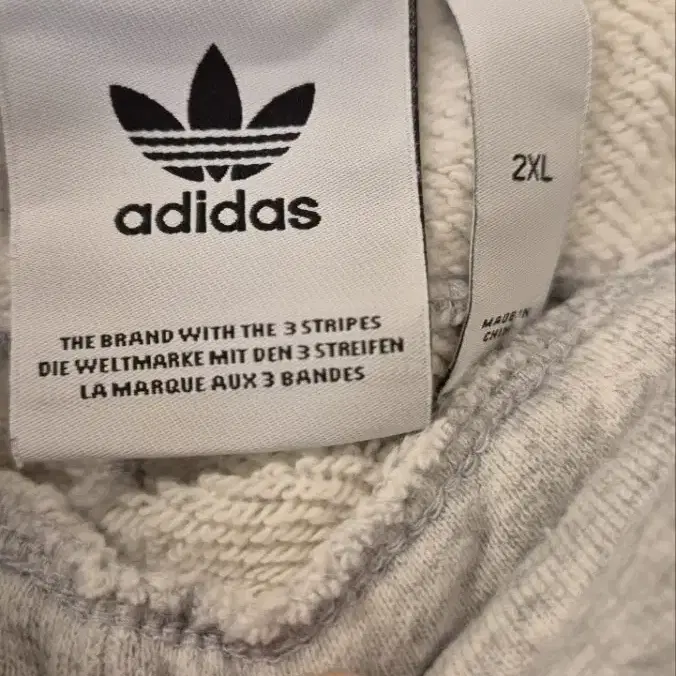 adidas
THE BRAND WITH THE 3 STRIPES
DIE WELTMARKE MIT DEN 3 STREIFEN
LA MARQUE AUX 3 BANDES
2XL
MADE IN